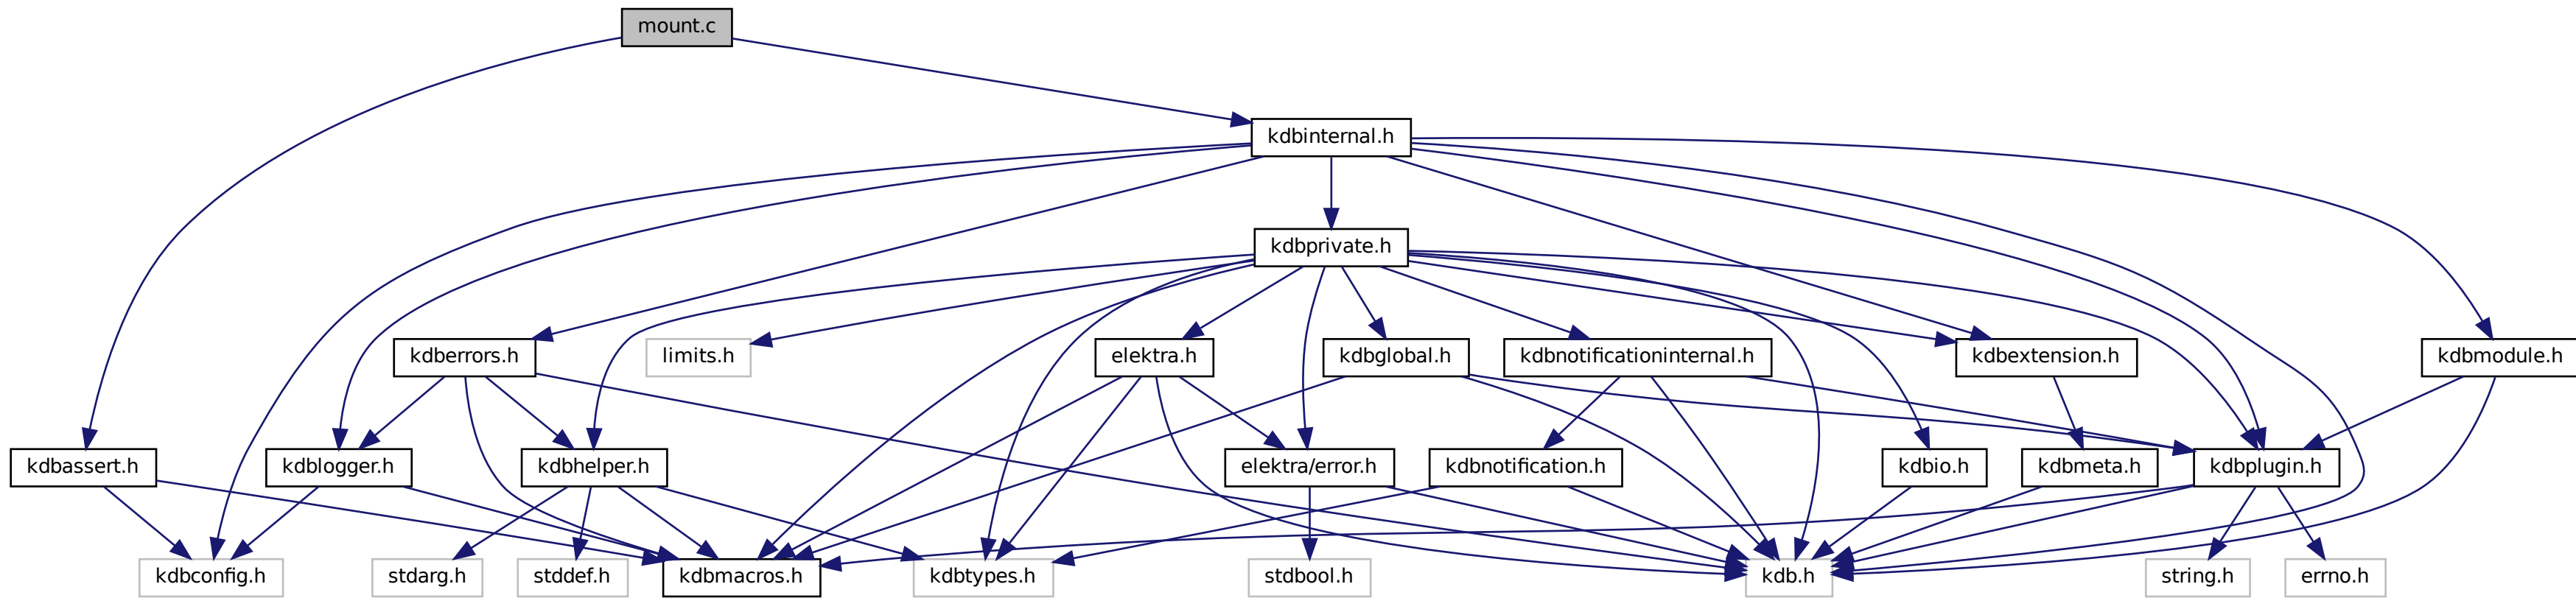 mount.c
kdbinternal.h
kdbprivate.h
kdberrors.h
limits.h
elektra.h
kdbglobal.h
kdbnotificationinternal.h
kdbextension.h
kdbmodule.h
kdbassert.h
kdblogger.h
kdbhelper.h
elektra/error.h
kdbnotification.h
kdbio.h
kdbmeta.h
kdbplugin.h
kdbconfig.h
stdarg.h
stddef.h
kdbmacros.h
kdbtypes.h
stdbool.h
kdb.h
string.h
errno.h